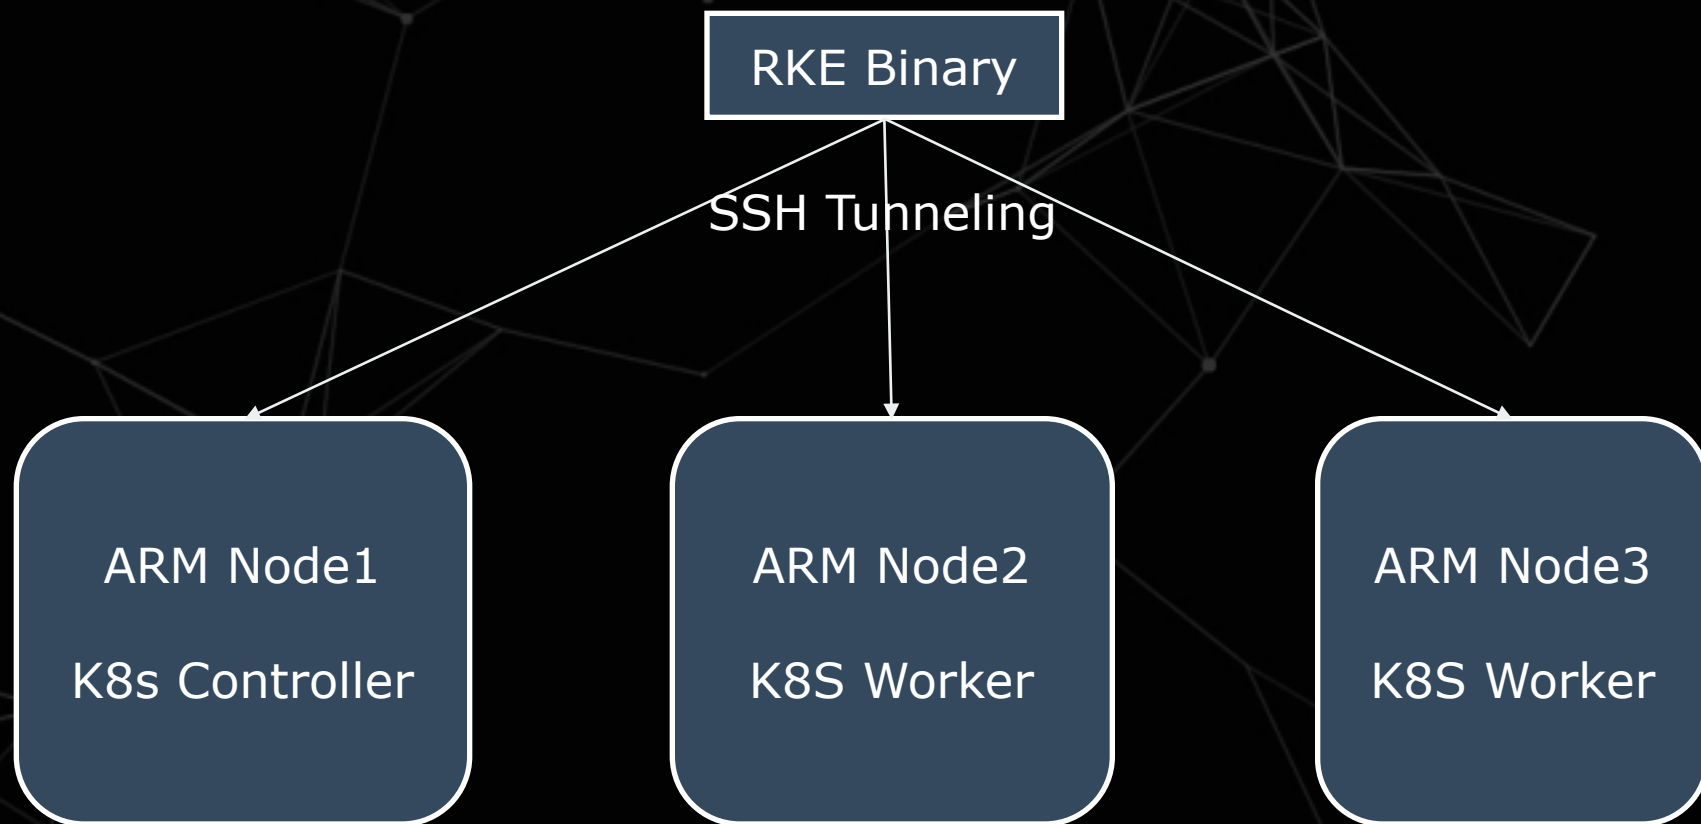 RKE Binary
SSH Tunneling
ARM Node1
K8s Controller
ARM Node2
K8S Worker
ARM Node3
K8S Worker